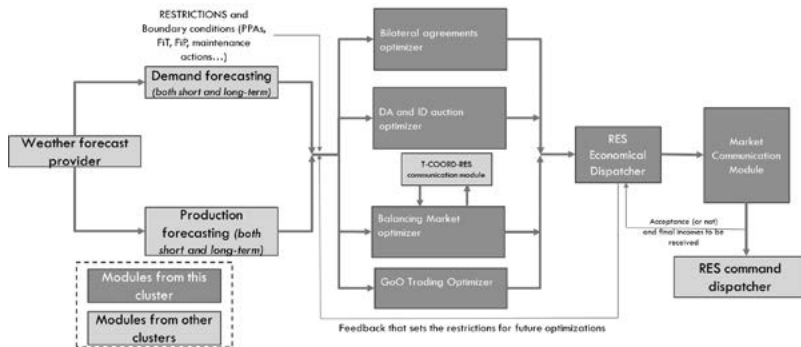 RESTRICTIONS and
Boundary conditions (PPAs,
FiT, FiP, maintenance
actions…)
Demand forecasting
(both short and long-term)
Weather forecast
provider
Production
forecasting (both
short and long-term)
Modules from this
cluster
Modules from other
clusters
Bilateral agreements
optimizer
DA and ID auction
optimizer
T-COORD-RES
communication module
Balancing Market
optimizer
GoO Trading Optimizer
RES
Economical
Dispatcher
Market
Communication
Module
Acceptance (or not)
and final incomes to be
received
RES command
dispatcher
Feedback that sets the restrictions for future optimizations